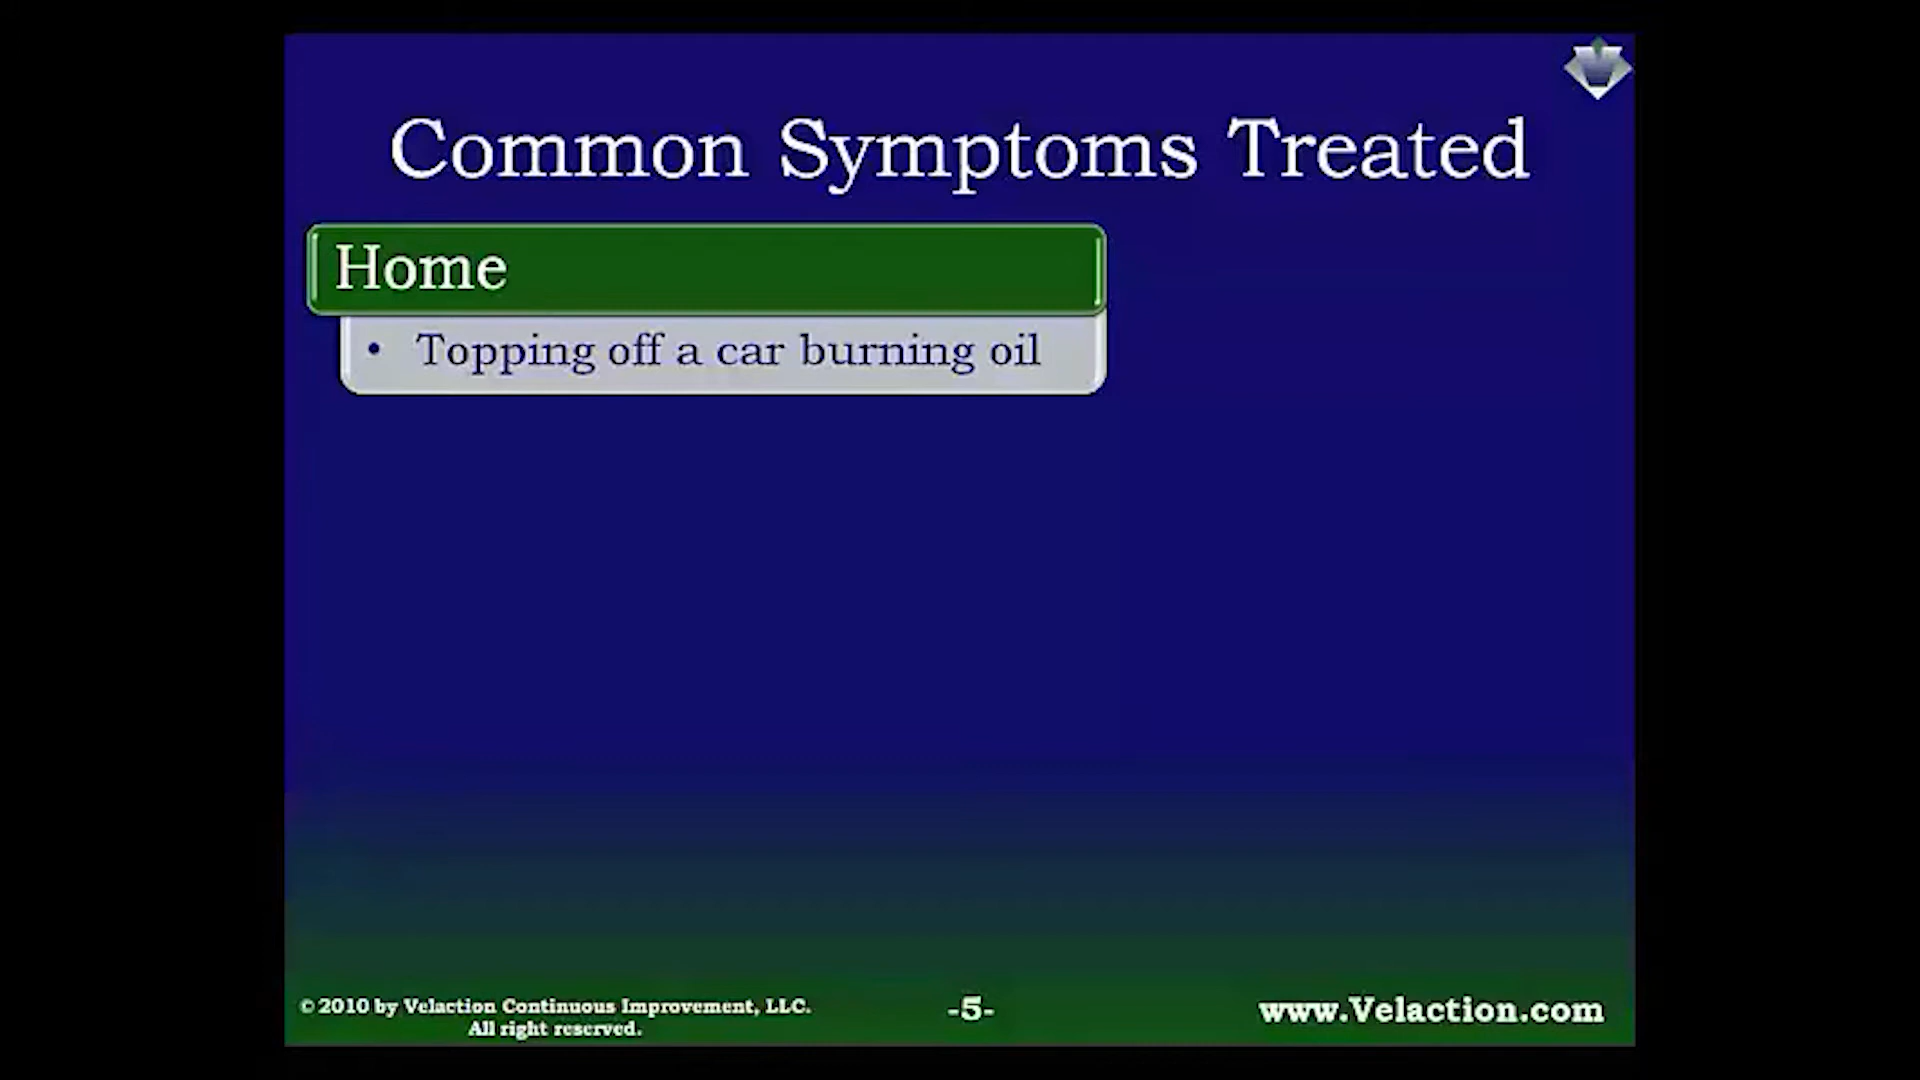 Common Symptoms Treated
Home
• Topping off a car burning oil
© 2010 by Velaction Continuous Improvement, LLC.
All right reserved.
-5-
www.Velaction.com